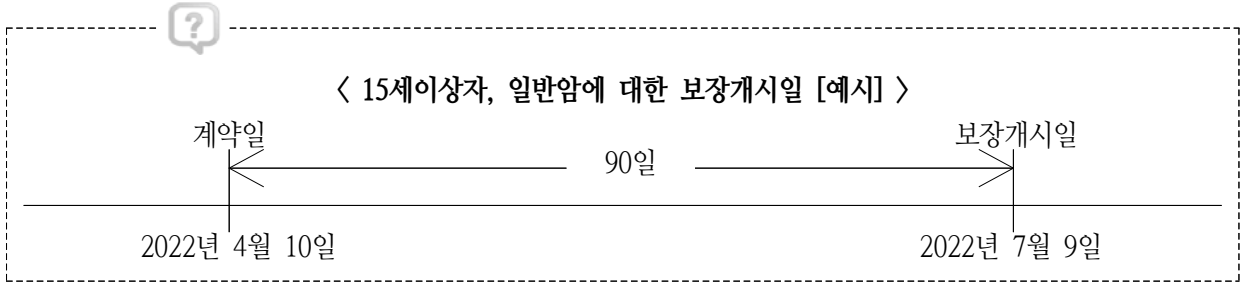 ?
〈 15세이상자, 일반암에 대한 보장개시일 [예시] 〉
계약일 보장개시일
90일
2022년 4월 10일 2022년 7월 9일